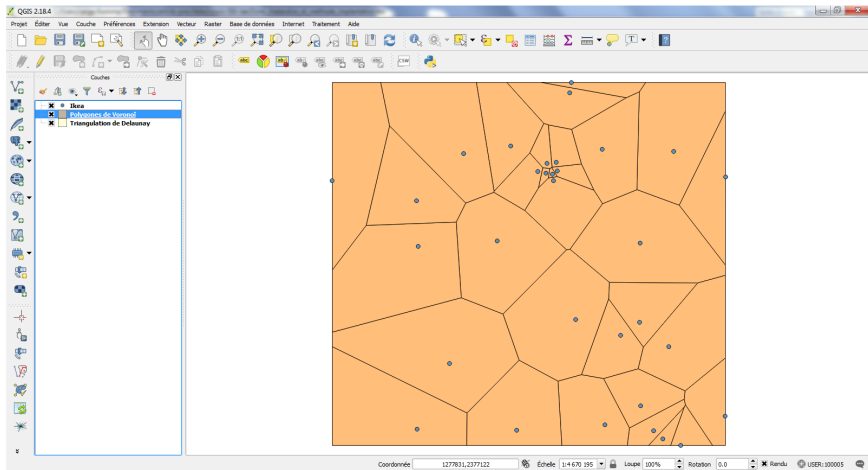 QGIS 2.18.4
Projet Éditer Vue Couche Préférences Extension Vecteur Raster Base de données Internet Traitement Aide
Couches
Ikea
Polygones de Voronoï
Triangulation de Delaunay
Coordonnée 1277831,2377122 Échelle 1:4 670 195 Loupe 100% Rotation 0.0 Rendu USER:100005